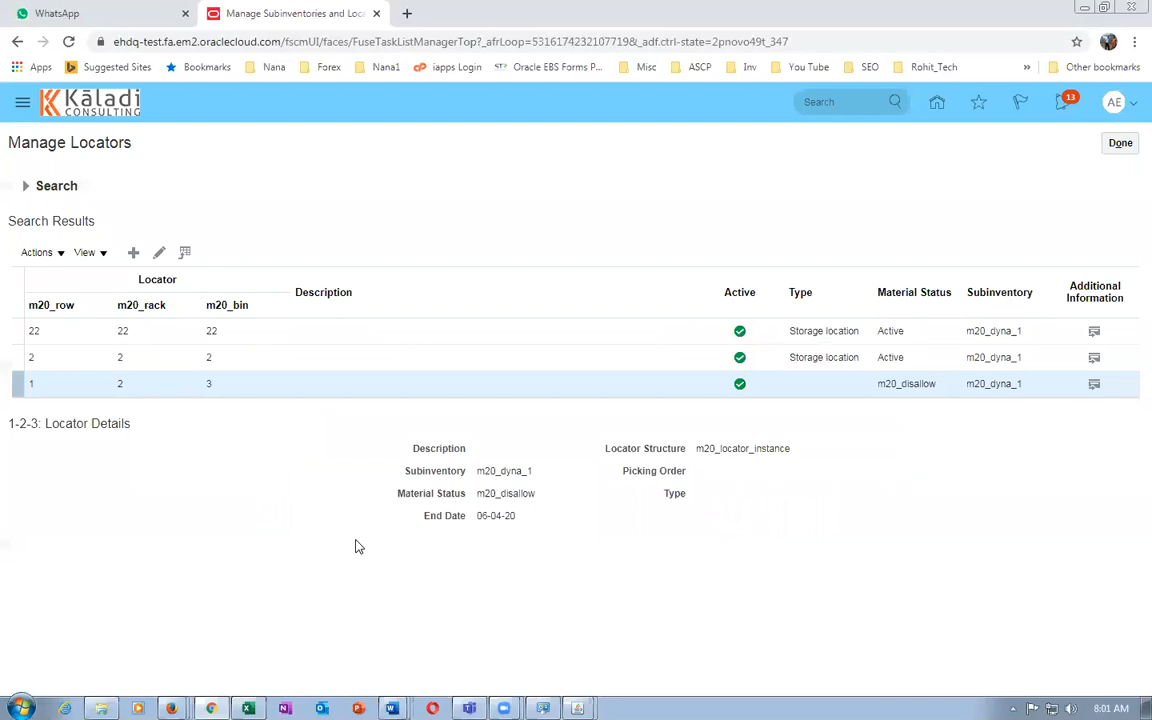 WhatsApp
Manage Subinventories and Loca
ehdq-test.fa.em2.oraclecloud.com/fscmUI/faces/FuseTaskListManagerTop?_afrLoop=5316174232107719&_adf.ctrl-state=2pnovo49t_347
Apps Suggested Sites Bookmarks Nana Forex Nana1 iapps Login Oracle EBS Forms P... Misc ASCP Inv You Tube SEO Rohit_Tech » Other bookmarks
Kāladi
CONSULTING
Search
13
AE
Manage Locators
Done
Search
Search Results
Actions View
Locator
Description Active Type Material Status Subinventory Additional Information
m20_row m20_rack m20_bin
22 22 22 Storage location Active m20_dyna_1
2 2 2 Storage location Active m20_dyna_1
1 2 3 m20_disallow m20_dyna_1
1-2-3: Locator Details
Description Locator Structure m20_locator_instance
Subinventory m20_dyna_1 Picking Order
Material Status m20_disallow Type
End Date 06-04-20
8:01 AM